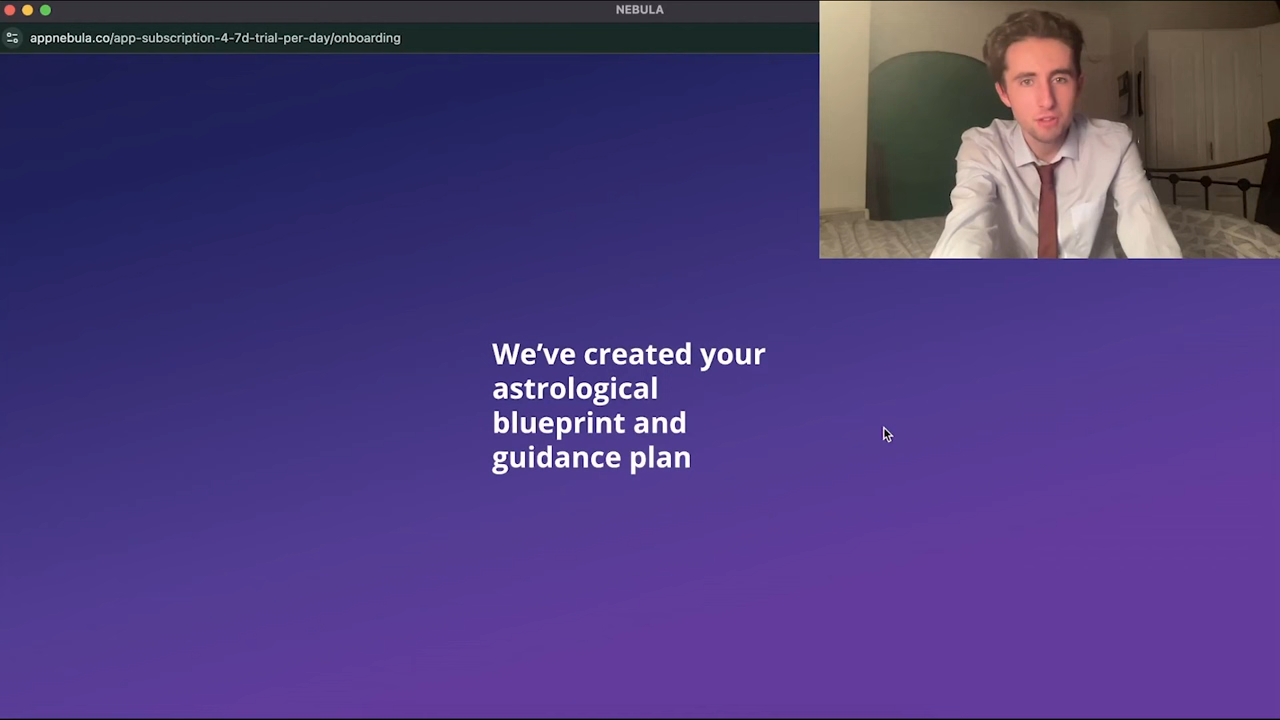 NEBULA
appnebula.co/app-subscription-4-7d-trial-per-day/onboarding
We’ve created your
astrological
blueprint and
guidance plan